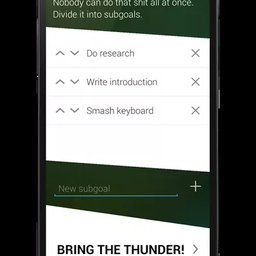 Nobody can do that shit all at once.
Divide it into subgoals.
Do research
Write introduction
Smash keyboard
New subgoal
BRING THE THUNDER!